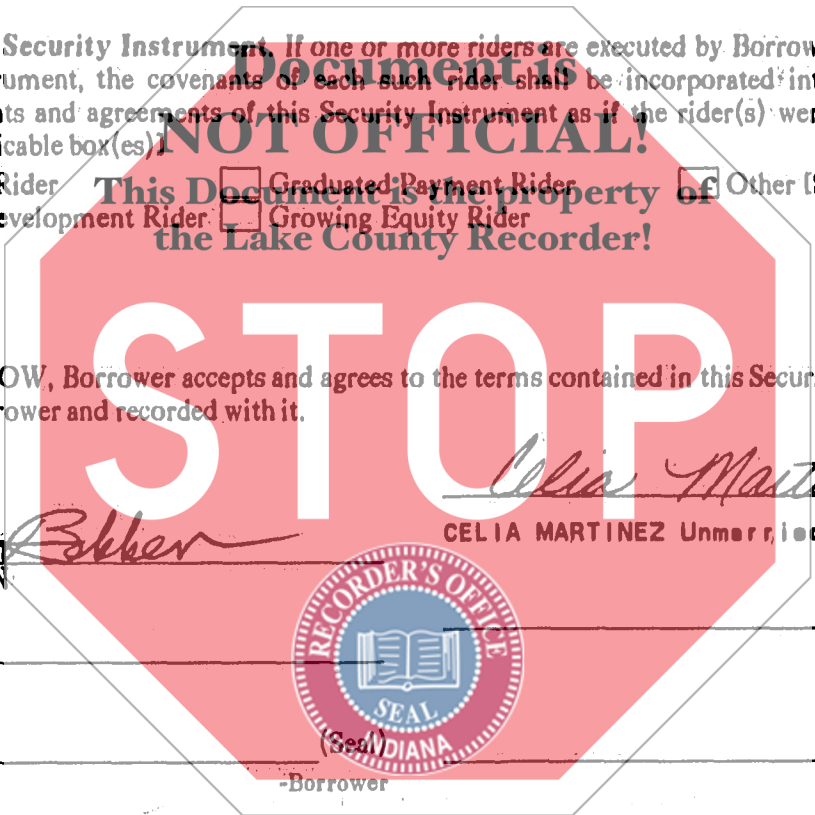 Security Instrument. If one or more riders are executed by Borrow
ument, the covenants of each such rider shall be incorporated int
ts and agreements of this Security Instrument as if the rider(s) wer
icable box(es).]
Rider Graduated Payment Rider Other [S
evelopment Rider Growing Equity Rider
Document is
NOT OFFICIAL!
This Document is the property of
the Lake County Recorder!
STOP
OW, Borrower accepts and agrees to the terms contained in this Secur
ower and recorded with it.
Celia Mart
CELIA MARTINEZ Unmarried
Bakker
RECORDER'S OFFICE
SEAL
INDIANA
(Seal)
-Borrower